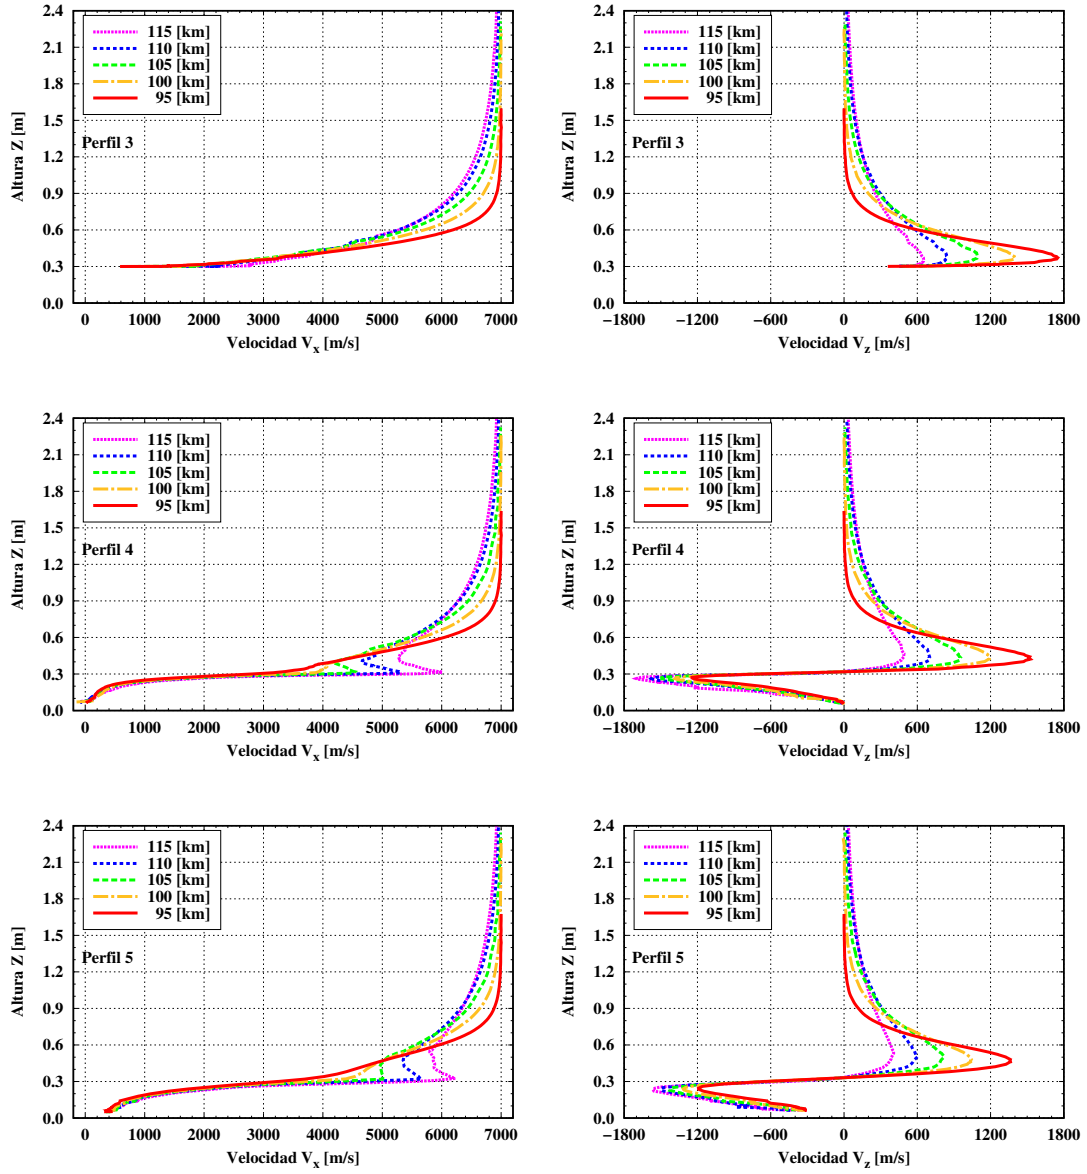 2.4
2.1
1.8
1.5
1.2
0.9
0.6
0.3
0.0
Altura Z [m]
115 [km]
110 [km]
105 [km]
100 [km]
95 [km]
Perfil 3
0 1000 2000 3000 4000 5000 6000 7000
Velocidad Vx [m/s]
2.4
2.1
1.8
1.5
1.2
0.9
0.6
0.3
0.0
Altura Z [m]
115 [km]
110 [km]
105 [km]
100 [km]
95 [km]
Perfil 3
−1800 −1200 −600 0 600 1200 1800
Velocidad Vz [m/s]
2.4
2.1
1.8
1.5
1.2
0.9
0.6
0.3
0.0
Altura Z [m]
115 [km]
110 [km]
105 [km]
100 [km]
95 [km]
Perfil 4
0 1000 2000 3000 4000 5000 6000 7000
Velocidad Vx [m/s]
2.4
2.1
1.8
1.5
1.2
0.9
0.6
0.3
0.0
Altura Z [m]
115 [km]
110 [km]
105 [km]
100 [km]
95 [km]
Perfil 4
−1800 −1200 −600 0 600 1200 1800
Velocidad Vz [m/s]
2.4
2.1
1.8
1.5
1.2
0.9
0.6
0.3
0.0
Altura Z [m]
115 [km]
110 [km]
105 [km]
100 [km]
95 [km]
Perfil 5
0 1000 2000 3000 4000 5000 6000 7000
Velocidad Vx [m/s]
2.4
2.1
1.8
1.5
1.2
0.9
0.6
0.3
0.0
Altura Z [m]
115 [km]
110 [km]
105 [km]
100 [km]
95 [km]
Perfil 5
−1800 −1200 −600 0 600 1200 1800
Velocidad Vz [m/s]